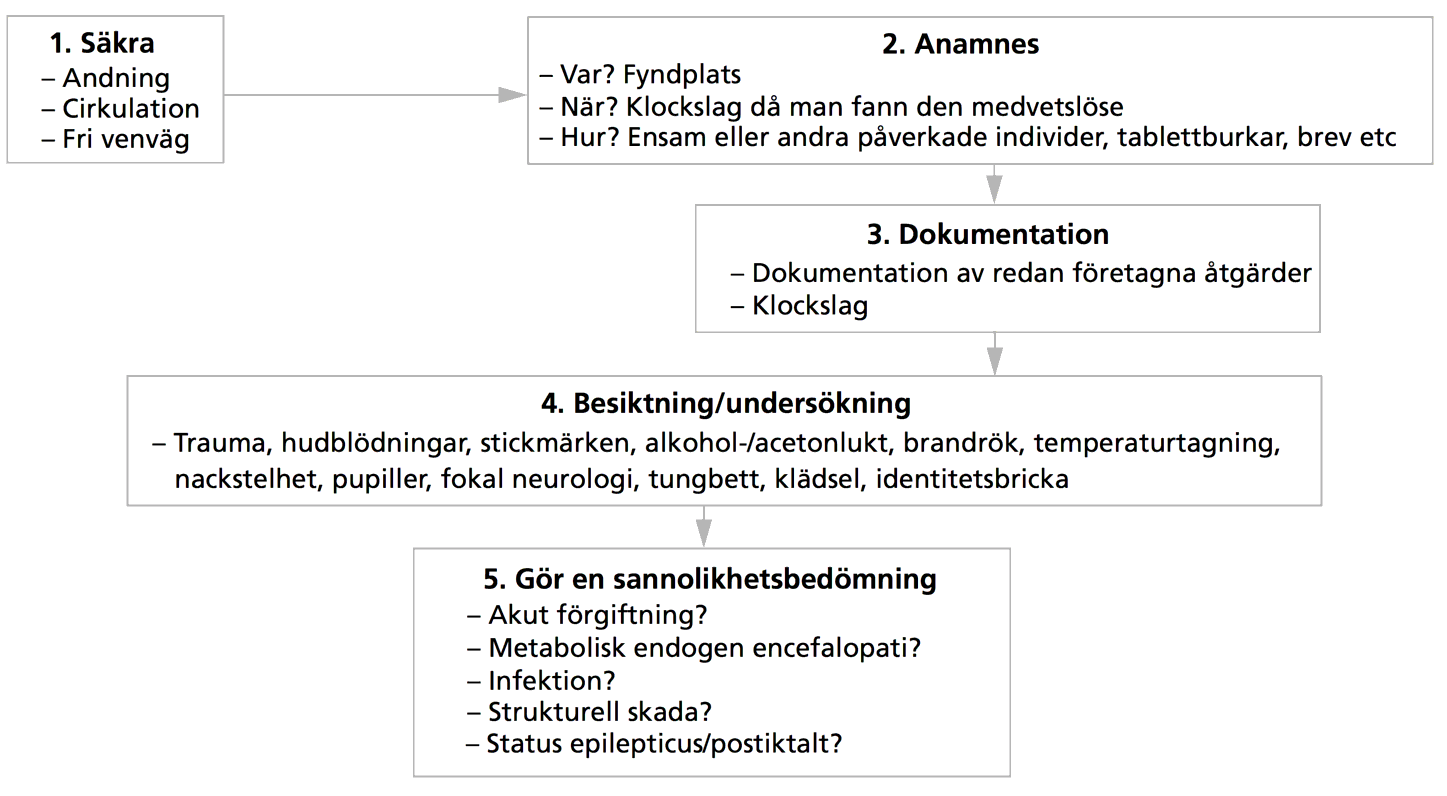 1. Säkra
– Andning
– Cirkulation
– Fri venväg
2. Anamnes
– Var? Fyndplats
– När? Klockslag då man fann den medvetslöse
– Hur? Ensam eller andra påverkade individer, tablettburkar, brev etc
3. Dokumentation
– Dokumentation av redan företagna åtgärder
– Klockslag
4. Besiktning/undersökning
– Trauma, hudblödningar, stickmärken, alkohol-/acetonlukt, brandrök, temperaturtagning,
nackstelhet, pupiller, fokal neurologi, tungbett, klädsel, identitetsbricka
5. Gör en sannolikhetsbedömning
– Akut förgiftning?
– Metabolisk endogen encefalopati?
– Infektion?
– Strukturell skada?
– Status epilepticus/postiktalt?